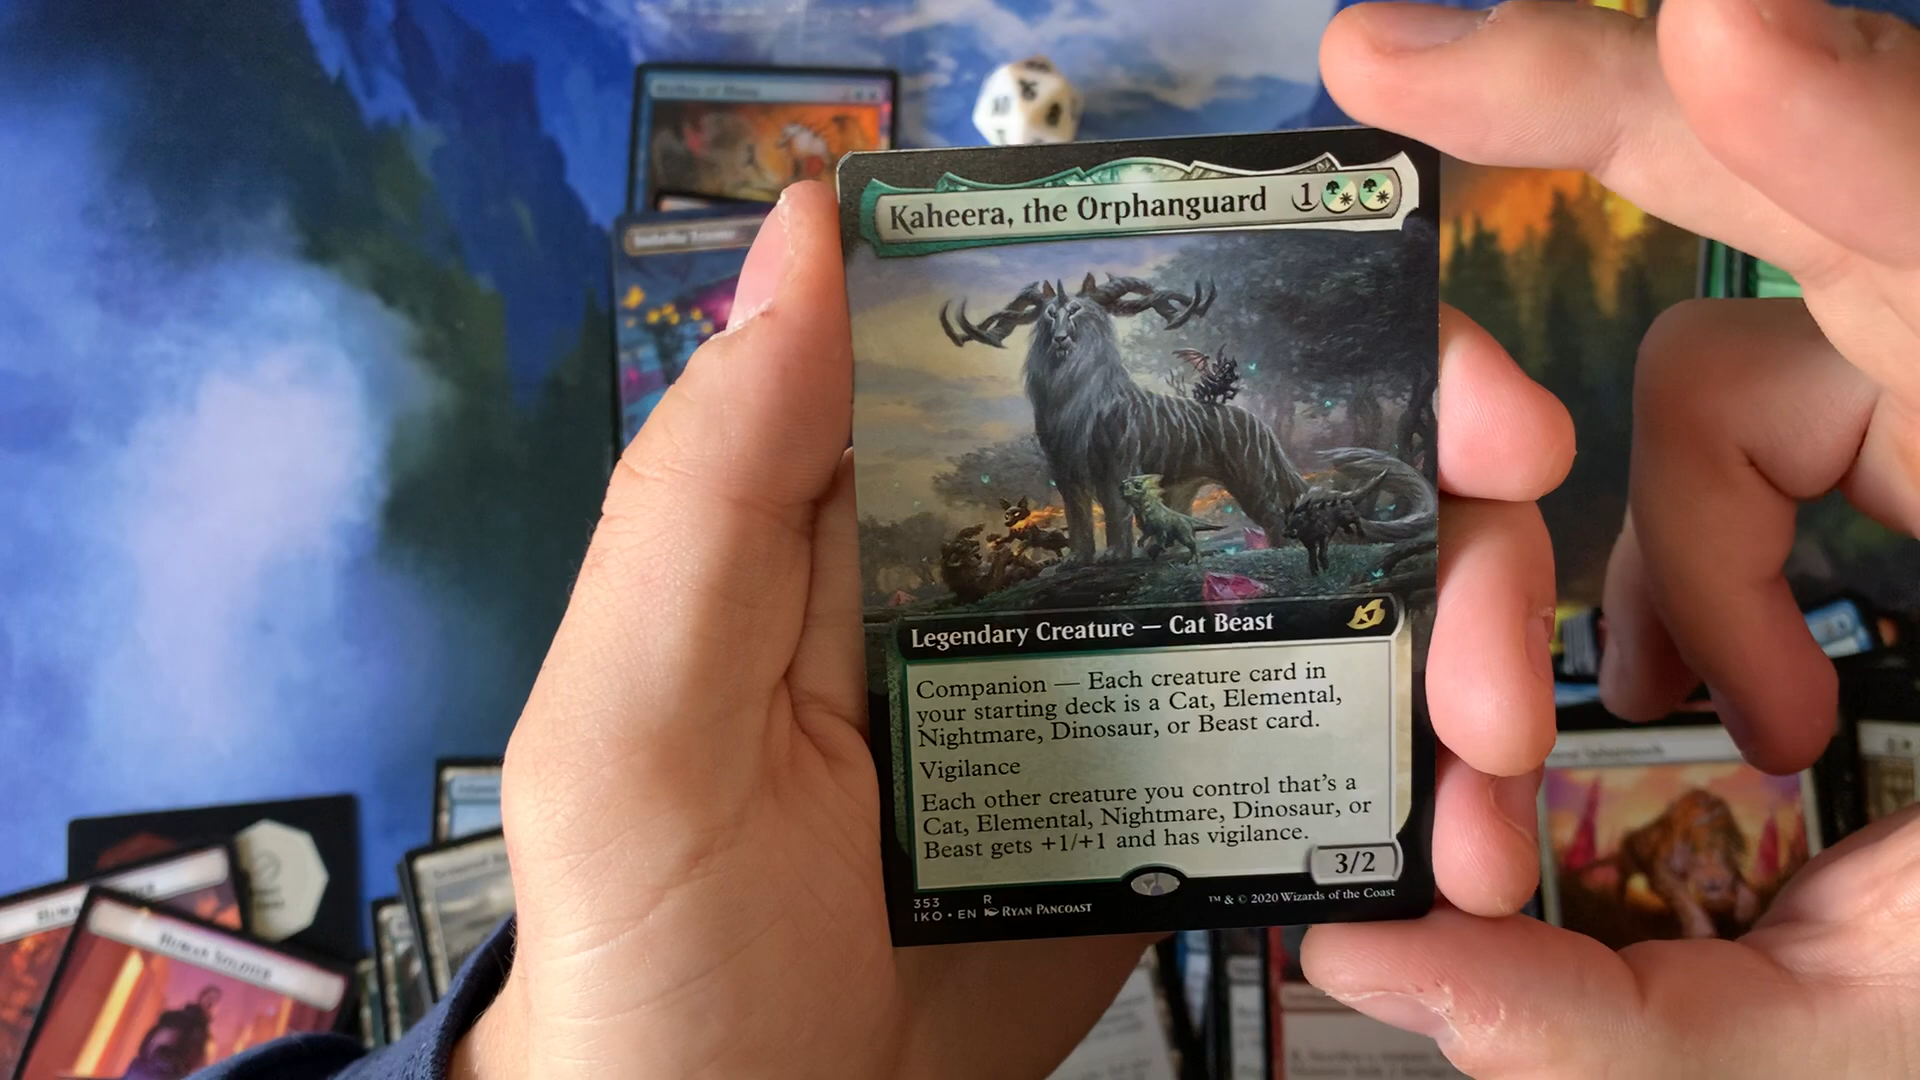 Kaheera, the Orphanguard 1
Legendary Creature — Cat Beast
Companion — Each creature card in
your starting deck is a Cat, Elemental,
Nightmare, Dinosaur, or Beast card.
Vigilance
Each other creature you control that's a
Cat, Elemental, Nightmare, Dinosaur, or
Beast gets +1/+1 and has vigilance.
3/2
353 R
IKO • EN RYAN PANCOAST
™ & © 2020 Wizards of the Coast
HUMAN SOLDIER